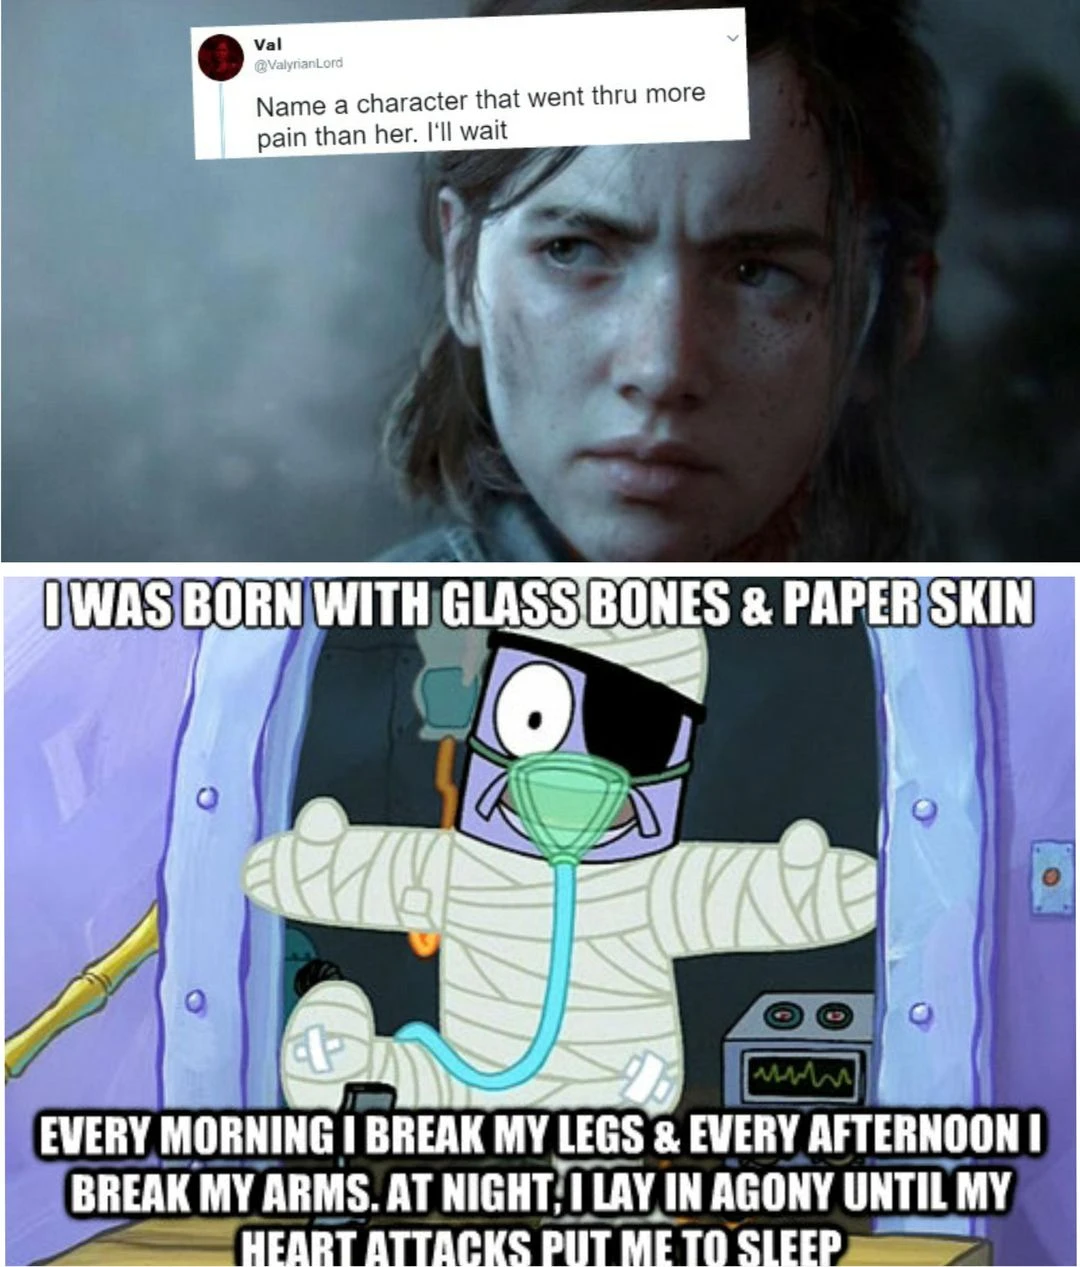 Val
@ValyrianLord
Name a character that went thru more
pain than her. I'll wait
I WAS BORN WITH GLASS BONES & PAPER SKIN
EVERY MORNING I BREAK MY LEGS & EVERY AFTERNOON I
BREAK MY ARMS. AT NIGHT, I LAY IN AGONY UNTIL MY
HEART ATTACKS PUT ME TO SLEEP